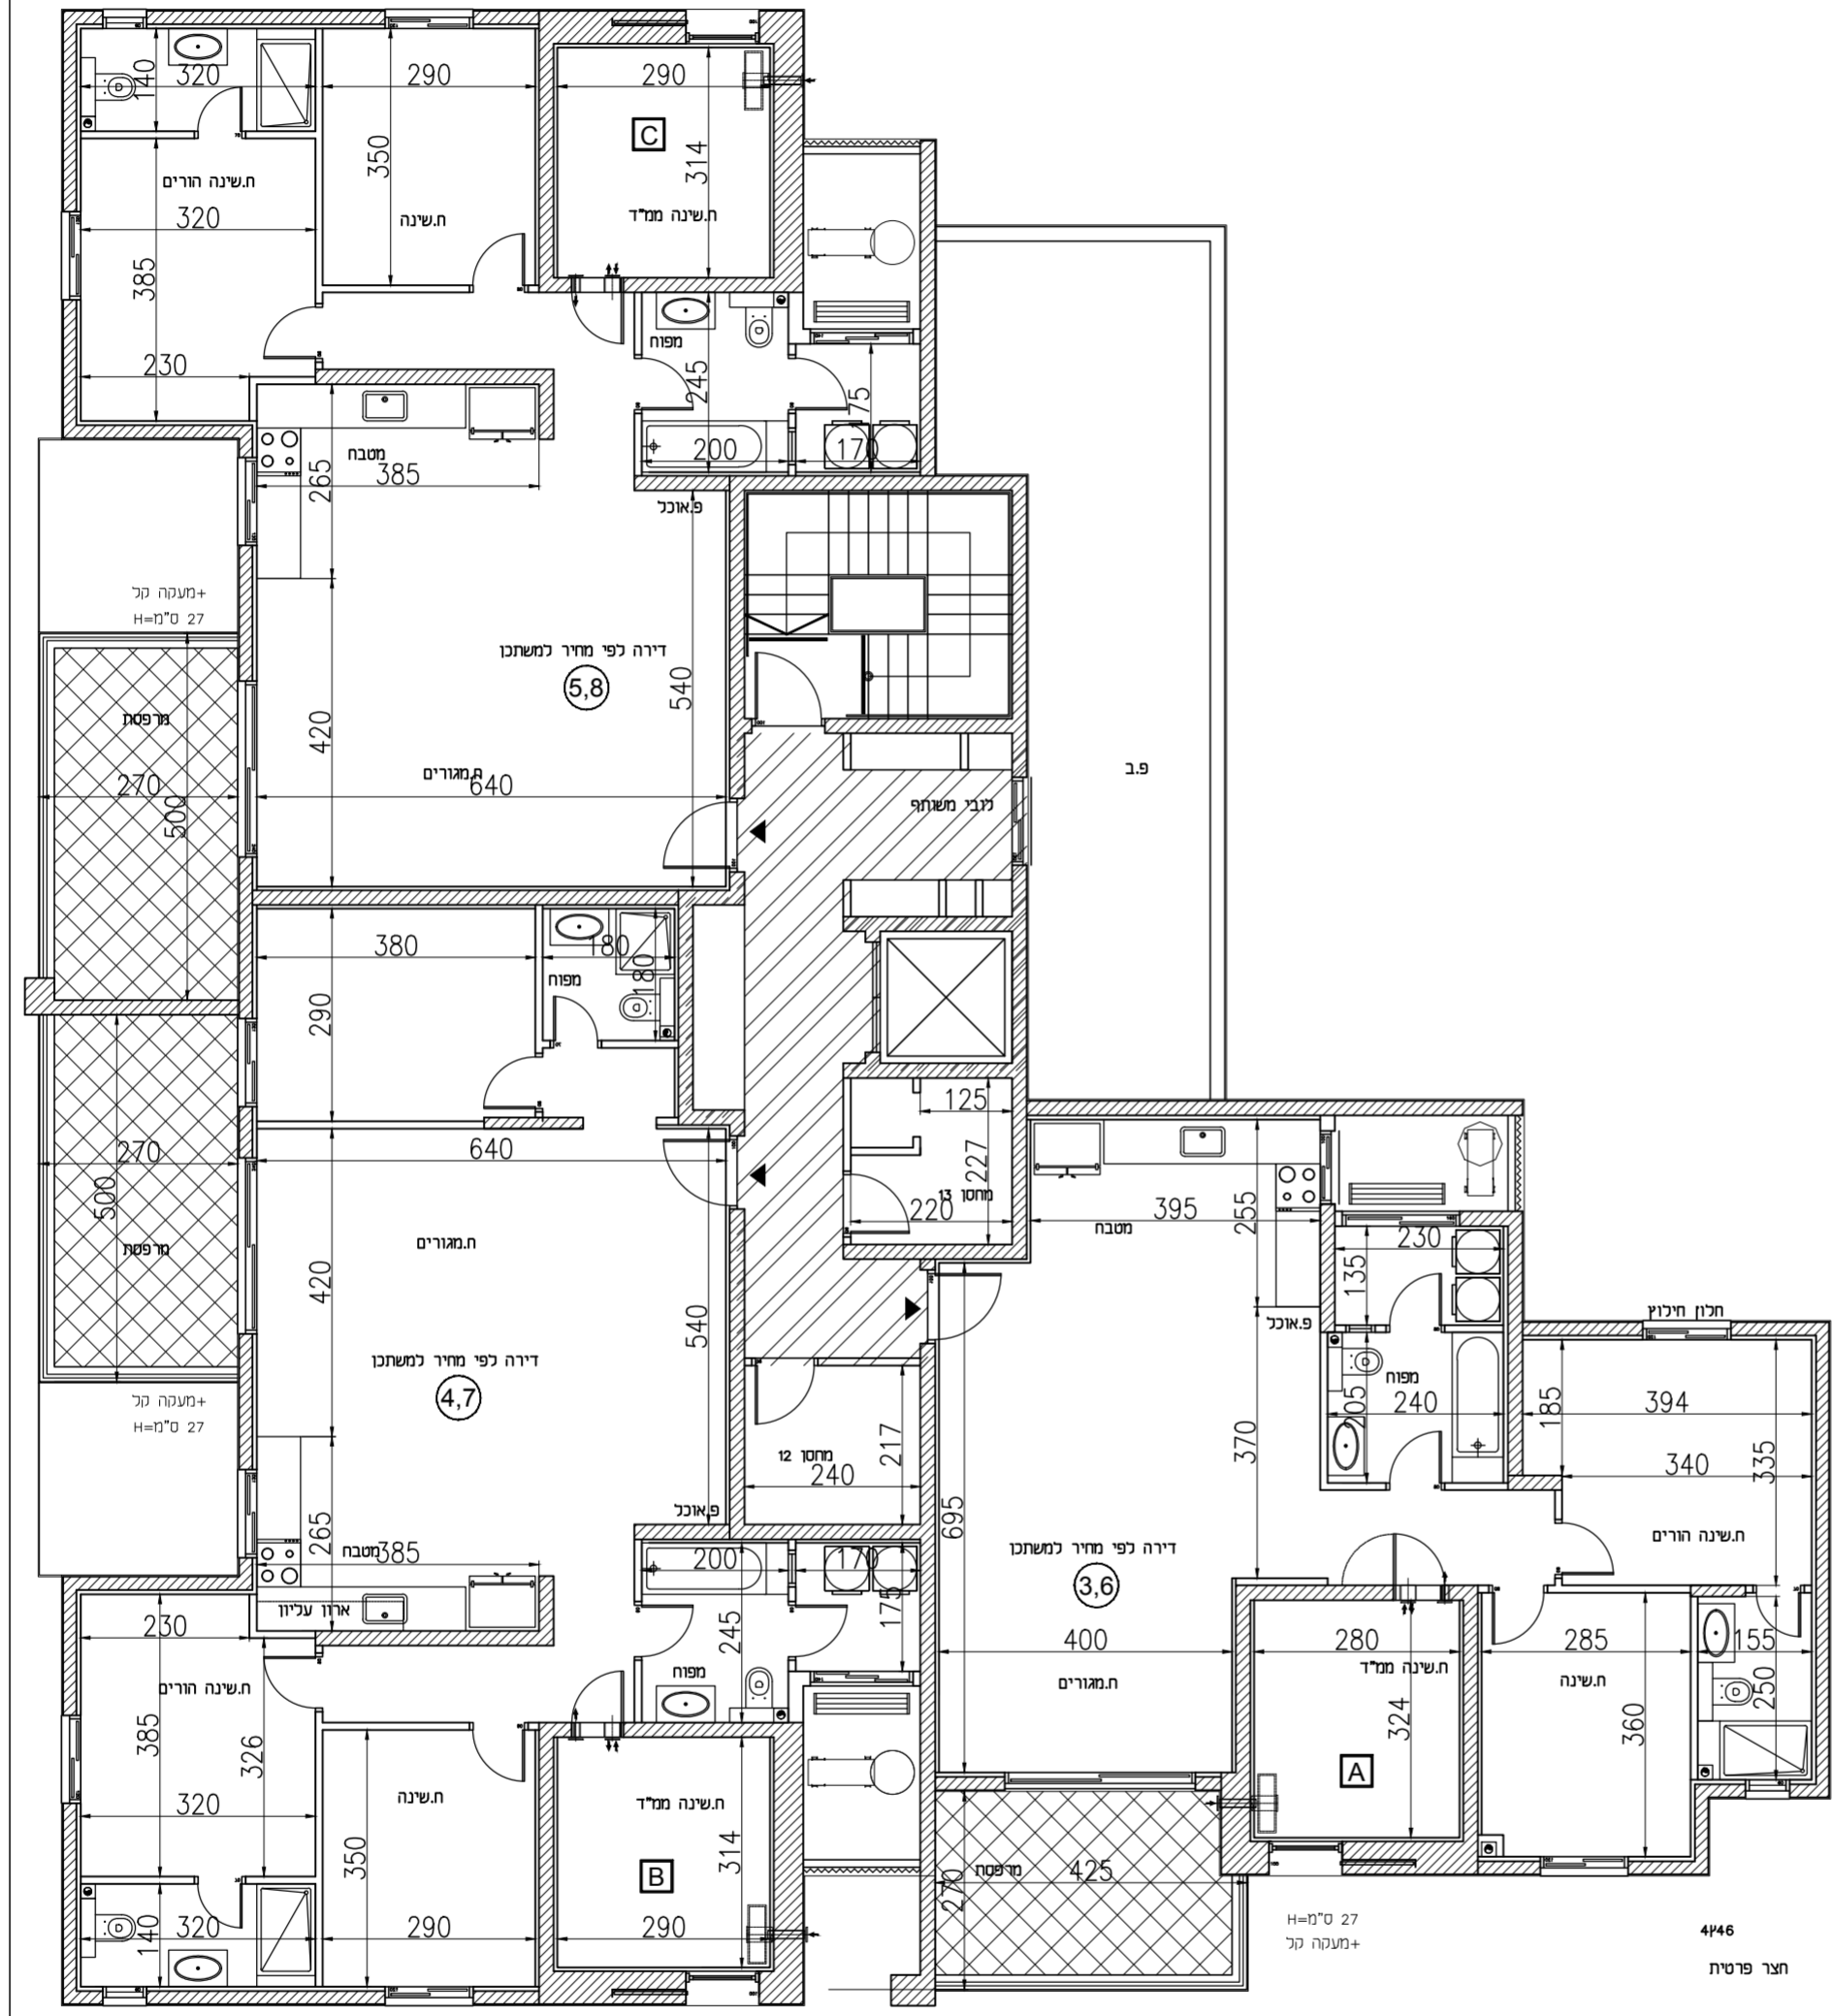 320
140
290
290
C
350
314
ח.שינה הורים
ח.שינה
ח.שינה ממ"ד
320
385
230
מפוח
245
175
200
170
מטבח
385
265
פ.אוכל
+מעקה קל
H=27 ס"מ
דירה לפי מחיר למשתכן
5,8
540
420
מרפסת
270
500
ח.מגורים
640
לובי משותף
פ.ב
380
290
180
180
מפוח
125
227
מחסן 13
220
270
500
מרפסת
640
ח.מגורים
420
540
דירה לפי מחיר למשתכן
4,7
+מעקה קל
H=27 ס"מ
395
255
מטבח
230
135
פ.אוכל
חלון חילוץ
מפוח
205
240
185
394
340
335
370
695
ח.שינה הורים
מחסן 12
217
240
פ.אוכל
265
מטבח
385
200
170
175
245
מפוח
ארון עליון
230
ח.שינה הורים
385
326
320
דירה לפי מחיר למשתכן
3,6
400
ח.מגורים
280
ח.שינה ממ"ד
324
A
285
ח.שינה
360
155
250
ח.שינה
350
ח.שינה ממ"ד
314
B
320
140
290
290
מרפסת
425
270
H=27 ס"מ
+מעקה קל
חצר פרטית